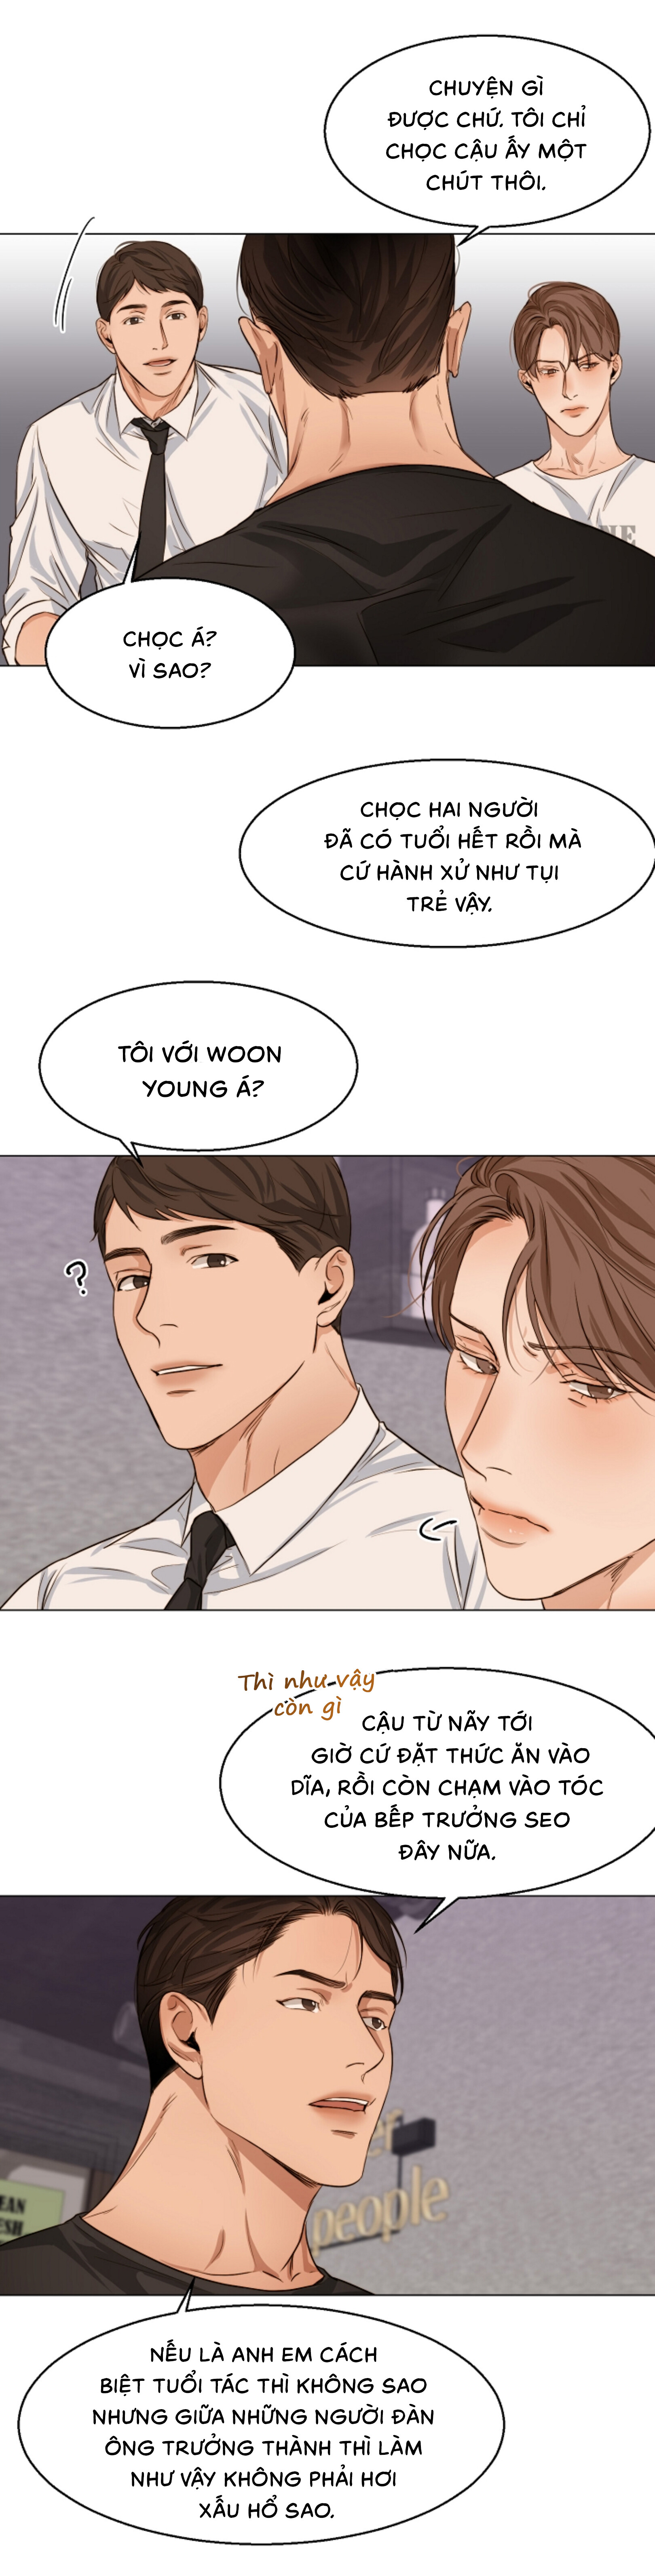 CHUYỆN GÌ
ĐƯỢC CHỨ. TÔI CHỈ
CHỌC CẬU ẤY MỘT
CHÚT THÔI.
NE
CHỌC Á?
VÌ SAO?
CHỌC HAI NGƯỜI
ĐÃ CÓ TUỔI HẾT RỒI MÀ
CỨ HÀNH XỬ NHƯ TỤI
TRẺ VẬY.
TÔI VỚI WOON
YOUNG Á?
?
Thì như vậy
còn gì
CẬU TỪ NÃY TỚI
GIỜ CỨ ĐẶT THỨC ĂN VÀO
DĨA, RỒI CÒN CHẠM VÀO TÓC
CỦA BẾP TRƯỞNG SEO
ĐÂY NỮA.
people
EAN
ESH
NẾU LÀ ANH EM CÁCH
BIỆT TUỔI TÁC THÌ KHÔNG SAO
NHƯNG GIỮA NHỮNG NGƯỜI ĐÀN
ÔNG TRƯỞNG THÀNH THÌ LÀM
NHƯ VẬY KHÔNG PHẢI HƠI
XẤU HỔ SAO.